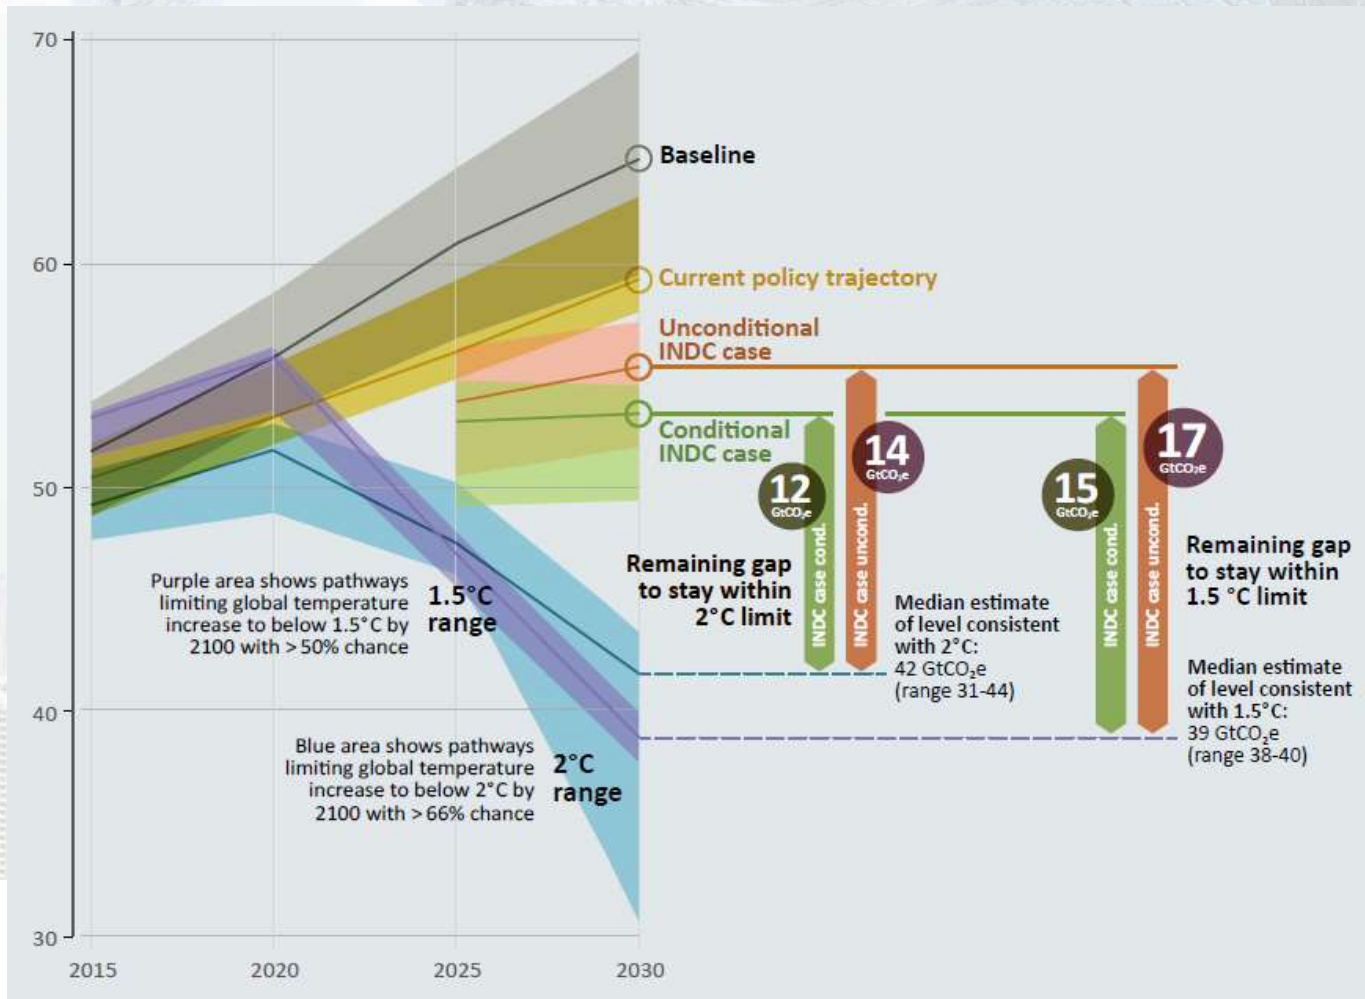 70
60
50
40
30
2015
2020
2025
2030
Baseline
Current policy trajectory
Unconditional
INDC case
Conditional
INDC case
Purple area shows pathways
limiting global temperature
increase to below 1.5°C by
2100 with > 50% chance
1.5°C
range
Blue area shows pathways
limiting global temperature
increase to below 2°C by
2100 with > 66% chance
2°C
range
Remaining gap
to stay within
2°C limit
12
GtCO₂e
INDC case cond.
14
GtCO₂e
INDC case uncond.
Median estimate
of level consistent
with 2°C:
42 GtCO₂e
(range 31-44)
15
GtCO₂e
INDC case cond.
17
GtCO₂e
INDC case uncond.
Remaining gap
to stay within
1.5 °C limit
Median estimate
of level consistent
with 1.5°C:
39 GtCO₂e
(range 38-40)